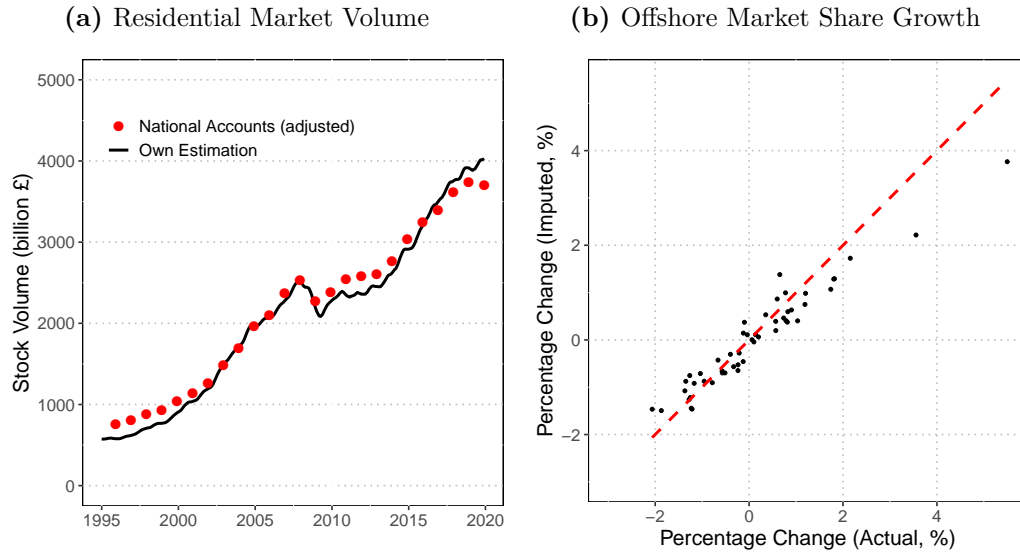 (a) Residential Market Volume
5000
4000
3000
2000
1000
0
Stock Volume (billion £)
National Accounts (adjusted)
Own Estimation
1995 2000 2005 2010 2015 2020
(b) Offshore Market Share Growth
4
2
0
−2
Percentage Change (Imputed, %)
−2 0 2 4
Percentage Change (Actual, %)